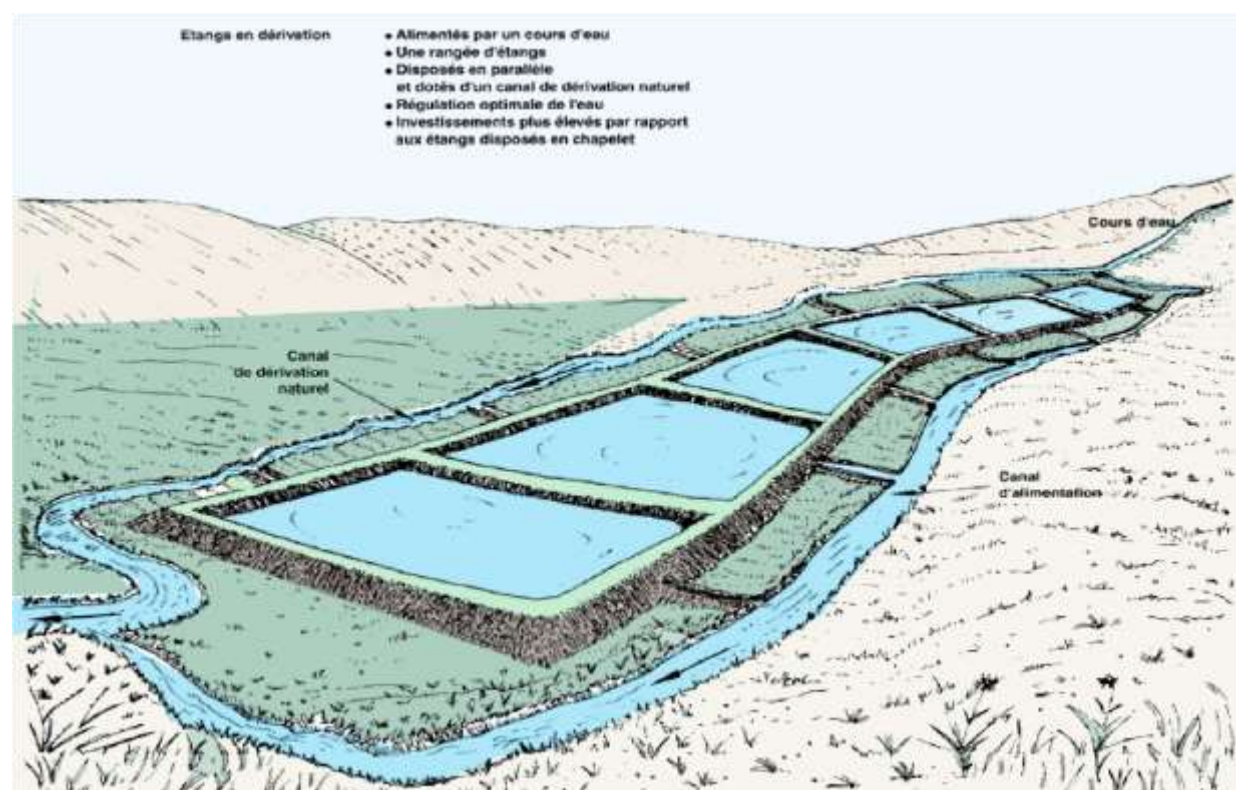 Etangs en dérivation
• Alimentés par un cours d'eau
• Une rangée d'étangs
• Disposés en parallèle
et dotés d'un canal de dérivation naturel
• Régulation optimale de l'eau
• Investissements plus élevés par rapport
aux étangs disposés en chapelet
Cours d'eau
Canal
de dérivation
naturel
Canal
d'alimentation